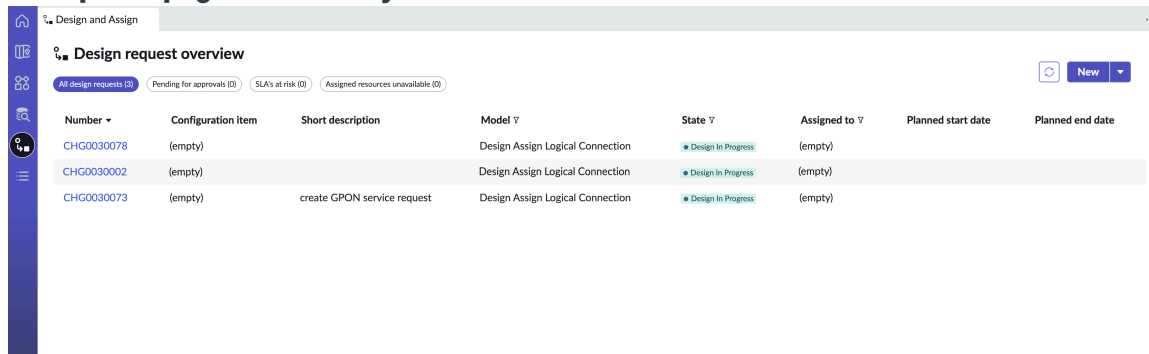 Design and Assign
Design request overview
All design requests (3) Pending for approvals (0) SLA's at risk (0) Assigned resources unavailable (0)
New
Number Configuration item Short description Model State Assigned to Planned start date Planned end date
CHG0030078 (empty) Design Assign Logical Connection Design In Progress (empty)
CHG0030002 (empty) Design Assign Logical Connection Design In Progress (empty)
CHG0030073 (empty) create GPON service request Design Assign Logical Connection Design In Progress (empty)